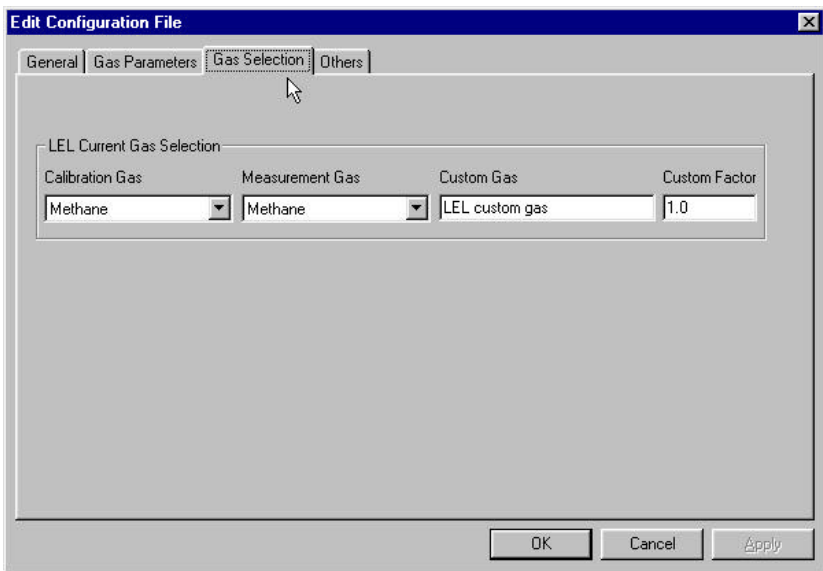 Edit Configuration File
General Gas Parameters Gas Selection Others
LEL Current Gas Selection
Calibration Gas Measurement Gas Custom Gas Custom Factor
Methane Methane LEL custom gas 1.0
OK Cancel Apply